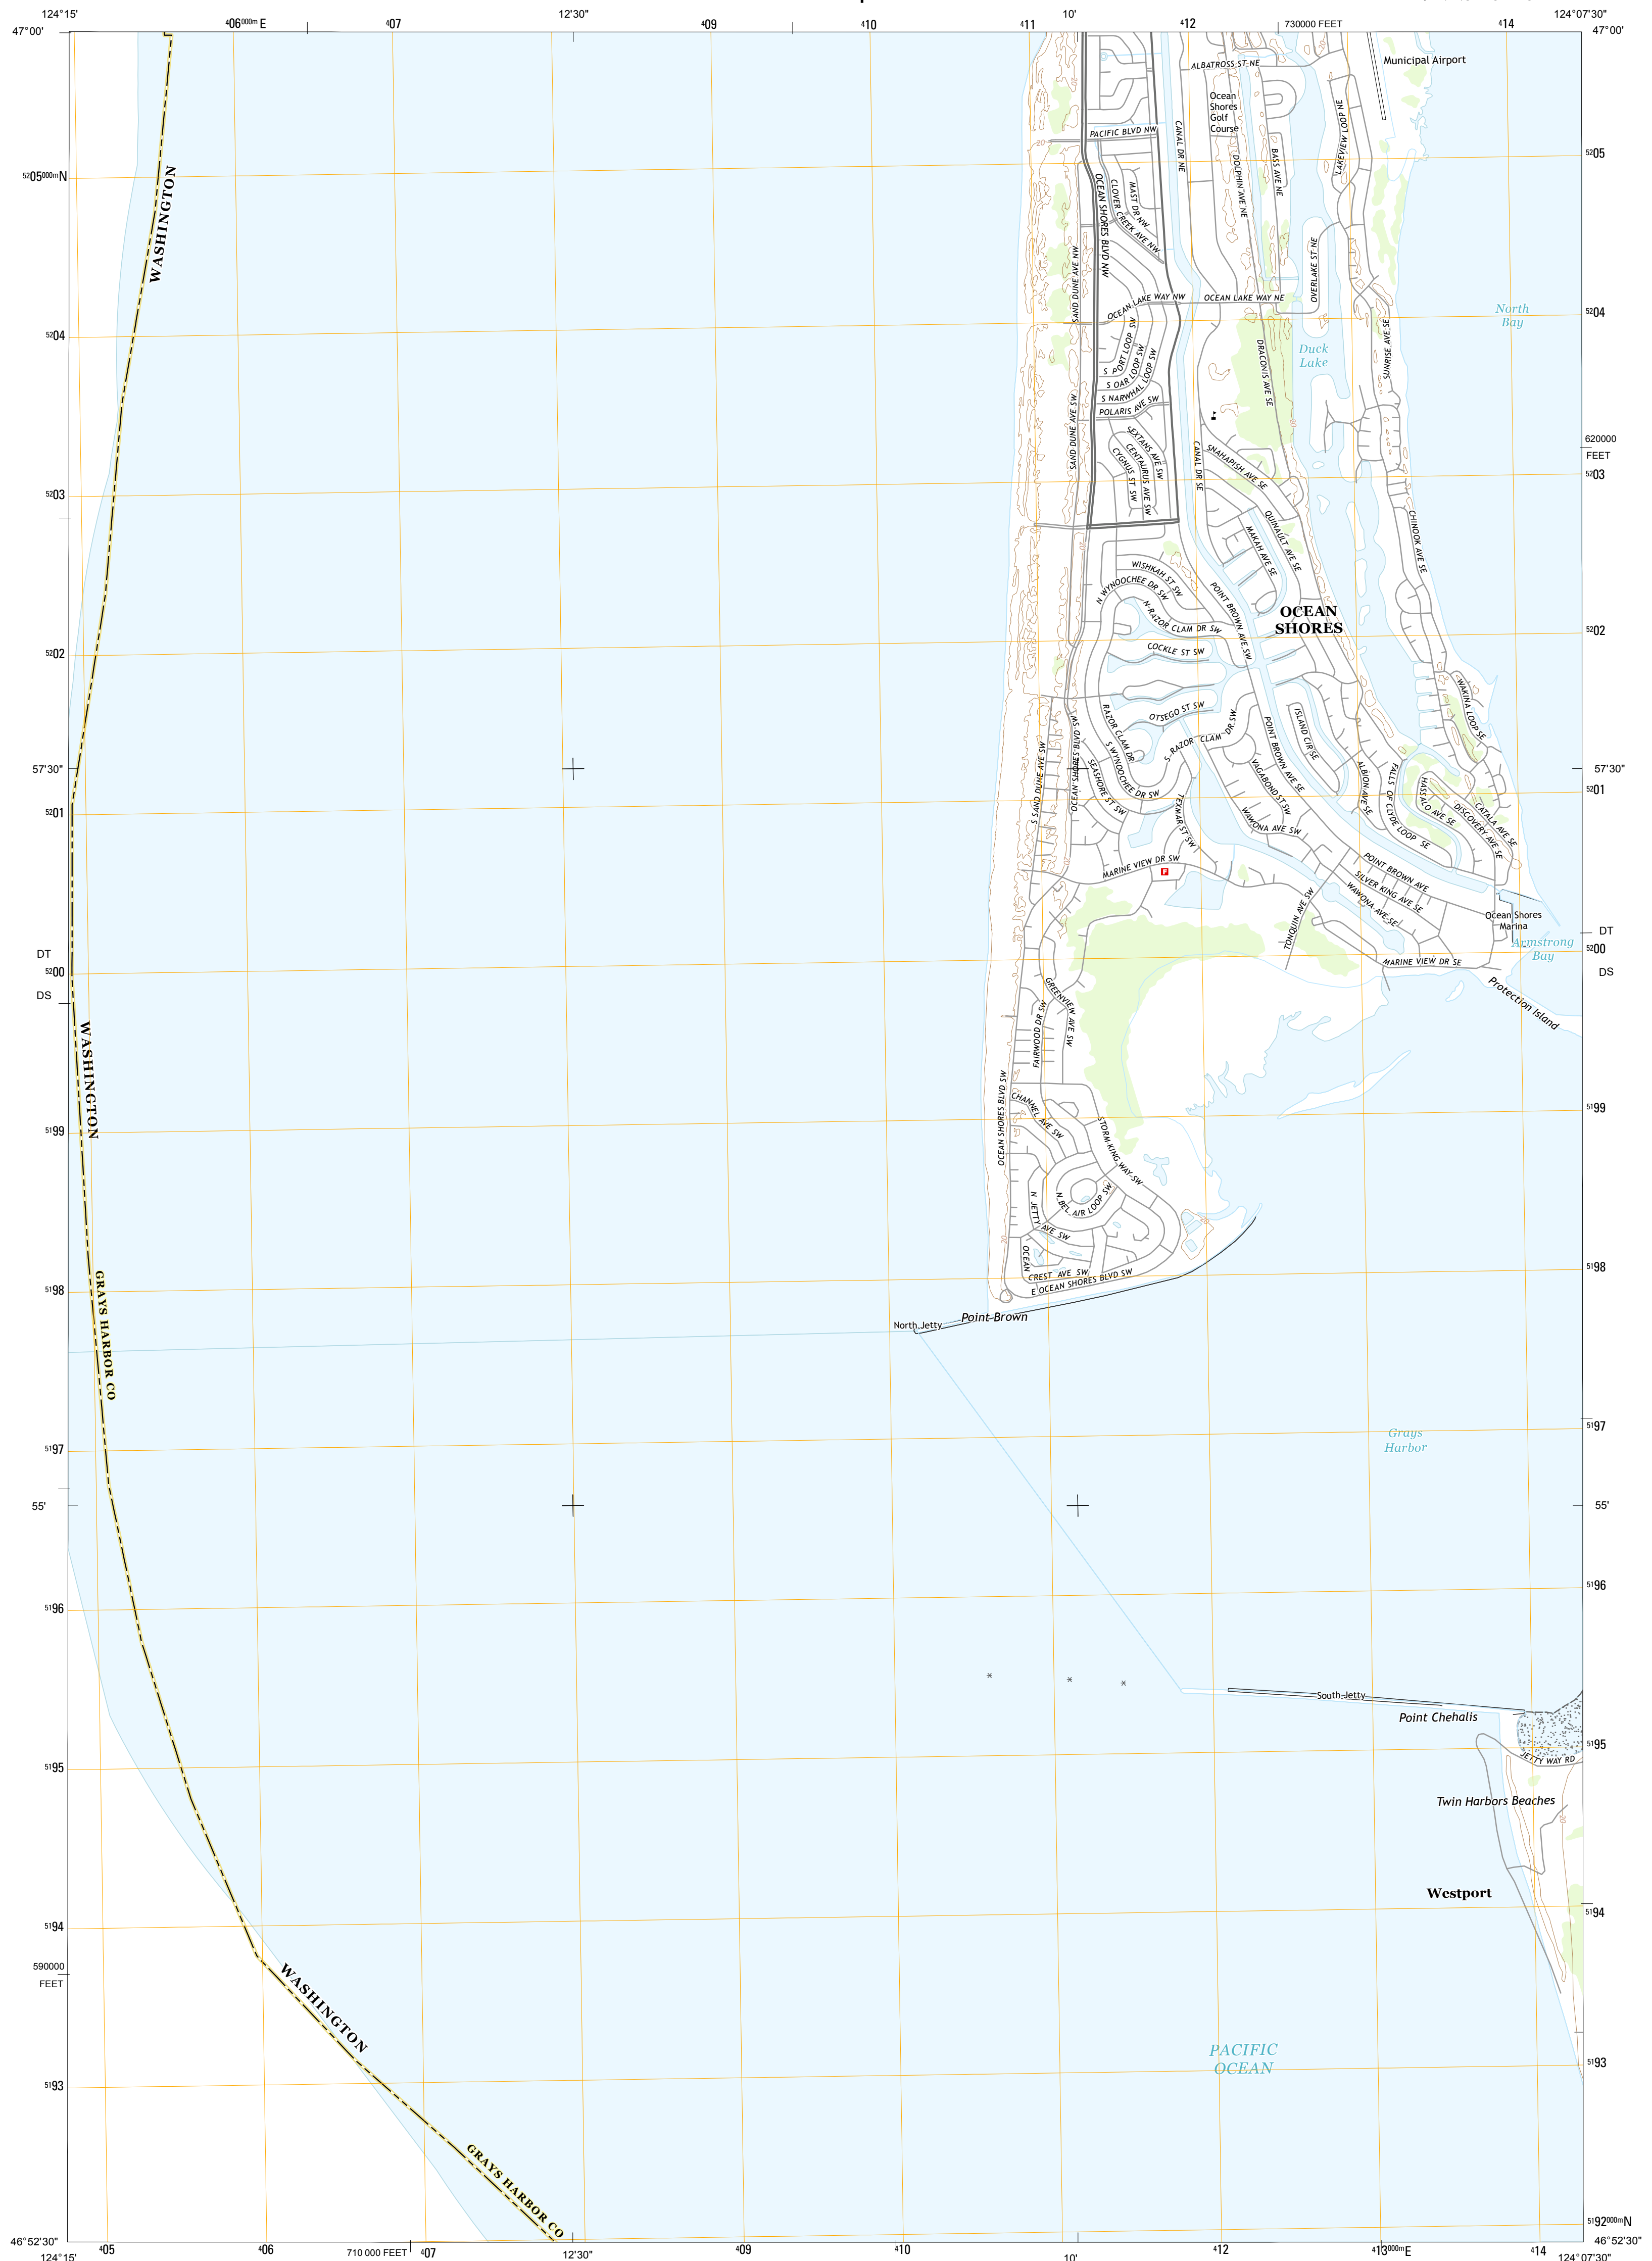 124°15'
⁴06⁰⁰⁰ᵐ E
⁴07
12'30"
⁴09
⁴10
⁴11
10'
⁴12
730000 FEET
⁴14
124°07'30"
47°00'
47°00'
Municipal Airport
ALBATROSS ST NE
Ocean
Shores
Golf
Course
PACIFIC BLVD NW
CANAL DR NE
DOLPHIN AVE NE
BASS AVE NE
LAKEVIEW LOOP NE
⁵²05
⁵²05⁰⁰⁰ᵐN
WASHINGTON
OCEAN SHORES BLVD NW
CLOVER CREEK AVE NW
MAST DR NW
SAND DUNE AVE NW
OVERLAKE ST NE
OCEAN LAKE WAY NW
OCEAN LAKE WAY NE
North
Bay
⁵²04
⁵²04
S PORT LOOP SW
S OAR LOOP SW
S NARWHAL LOOP SW
POLARIS AVE SW
DRACONIS AVE SE
Duck
Lake
SUNRISE AVE SE
SAND DUNE AVE SW
SEXTANS AVE SW
CENTAURUS AVE SW
CYGNUS ST SW
CANAL DR SE
SNAHAPISH AVE SE
620000
FEET
⁵²03
⁵²03
QUINAULT AVE SE
MAKAH AVE SE
CHINOOK AVE SE
20
WISHKAH ST SW
N WYNOOCHEE DR SW
N RAZOR CLAM DR SW
POINT BROWN AVE SW
OCEAN
SHORES
⁵²02
⁵²02
COCKLE ST SW
WAKINA LOOP SE
OTSEGO ST SW
RAZOR CLAM DR
S RAZOR CLAM DR SW
ISLAND CIR SE
POINT BROWN AVE SE
OCEAN SHORES BLVD SW
S SAND DUNE AVE SW
S WYNOOCHEE DR SW
SEASHORE ST SW
TEXMAR ST SW
VAGABOND ST SW
WAWONA AVE SW
ALBION AVE SE
FALLS OF CLYDE LOOP SE
HASSALO AVE SE
DISCOVERY AVE SE
CATALA AVE SE
57'30"
57'30"
⁵²01
⁵²01
MARINE VIEW DR SW
F
POINT BROWN AVE
SILVER KING AVE SE
WAWONA AVE SE
TONQUIN AVE SW
Ocean Shores
Marina
Armstrong
Bay
MARINE VIEW DR SE
DT
⁵²00
DS
DT
⁵²00
DS
Protection Island
WASHINGTON
GREENVIEW AVE SW
FAIRWOOD DR SW
OCEAN SHORES BLVD SW
CHANNEL AVE SW
STORM KING WAY SW
⁵¹99
⁵¹99
N BEL AIR LOOP SW
N JETTY AVE SW
20
20
OCEAN CREST AVE SW
E OCEAN SHORES BLVD SW
⁵¹98
⁵¹98
GRAYS HARBOR CO
North Jetty
Point Brown
⁵¹97
⁵¹97
Grays
Harbor
55'
55'
⁵¹96
⁵¹96
South Jetty
Point Chehalis
⁵¹95
⁵¹95
JETTY WAY RD
Twin Harbors Beaches
20
Westport
⁵¹94
⁵¹94
590000
FEET
WASHINGTON
PACIFIC
OCEAN
⁵¹93
⁵¹93
GRAYS HARBOR CO
⁵¹92⁰⁰⁰ᵐN
46°52'30"
46°52'30"
124°15'
⁴05
⁴06
710 000 FEET
⁴07
12'30"
⁴09
⁴10
10'
⁴12
⁴13⁰⁰⁰ᵐE
⁴14
124°07'30"